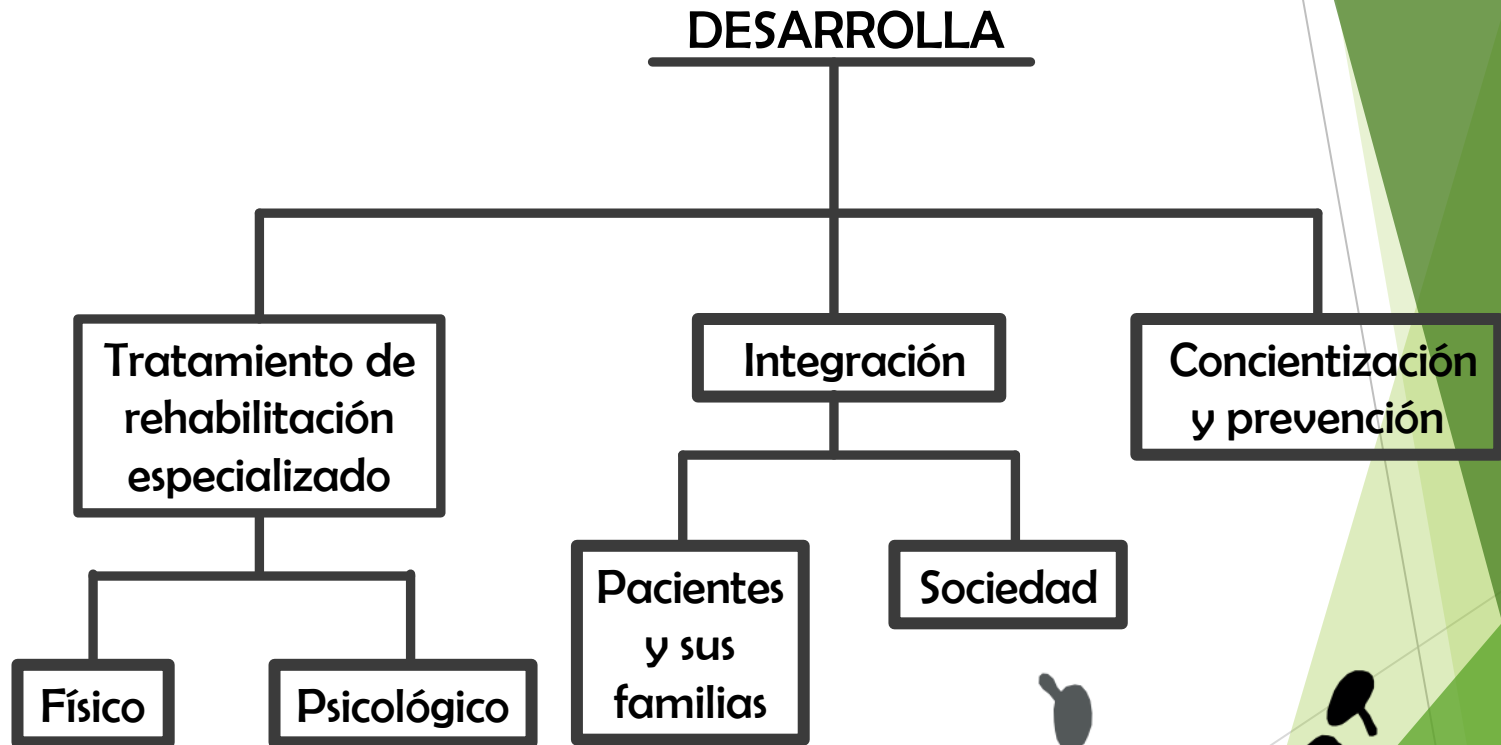 DESARROLLA
Tratamiento de
rehabilitación
especializado
Integración
Concientización
y prevención
Físico
Psicológico
Pacientes
y sus
familias
Sociedad